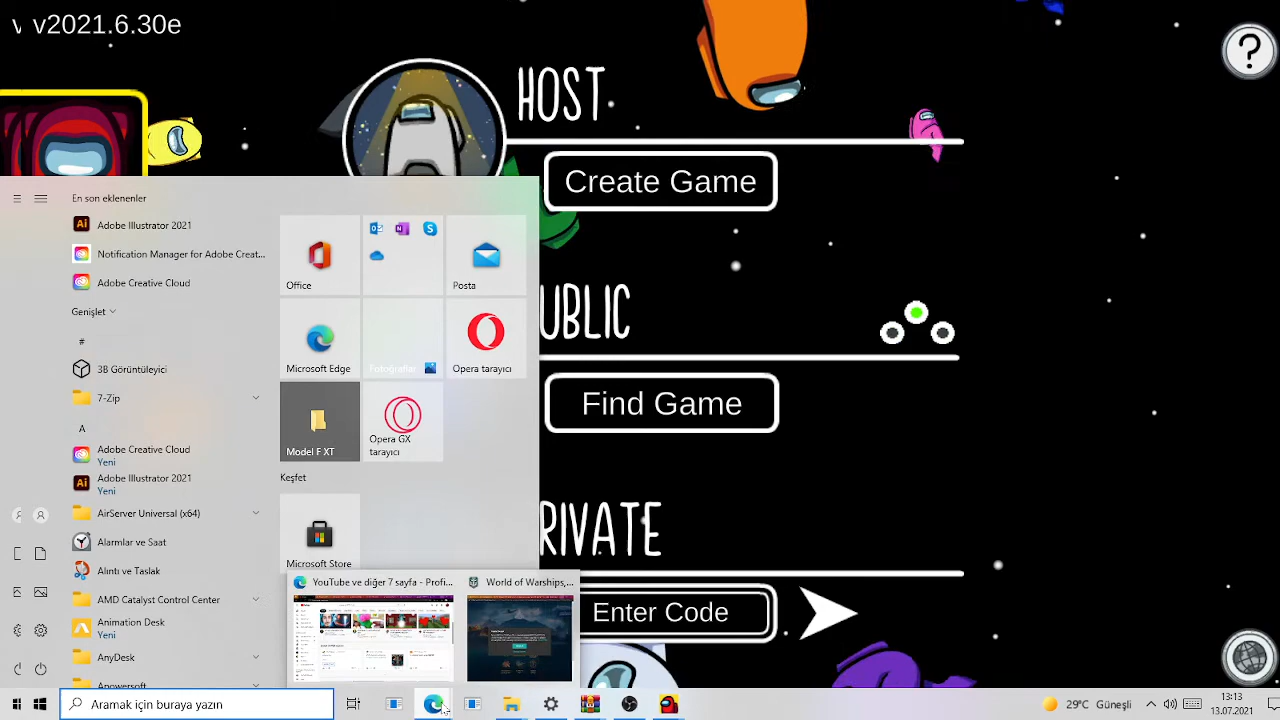 v2021.6.30e
HOST
Create Game
En son eklenenler
Adobe Illustrator 2021
Notification Manager for Adobe Creat...
Adobe Creative Cloud
Genişlet
#
3B Görüntüleyici
7-Zip
A
Adobe Creative Cloud
Yeni
Adobe Illustrator 2021
Yeni
AirServer Universal (x64)
Alarmlar ve Saat
Alıntı ve Taslak
AMD Catalyst Control Center
Animation Desk
Yeni
AnyDesk
Apowersoft
Office
Posta
Microsoft Edge
Fotoğraflar
Opera tarayıcı
Model F XT
Opera GX
tarayıcı
Keşfet
Microsoft Store
UBLIC
Find Game
RIVATE
Enter Code
YouTube ve diğer 7 sayfa - Profi...
World of Warships,...
Aramak için buraya yazın
29°C Güneşli
13:13
13.07.2021